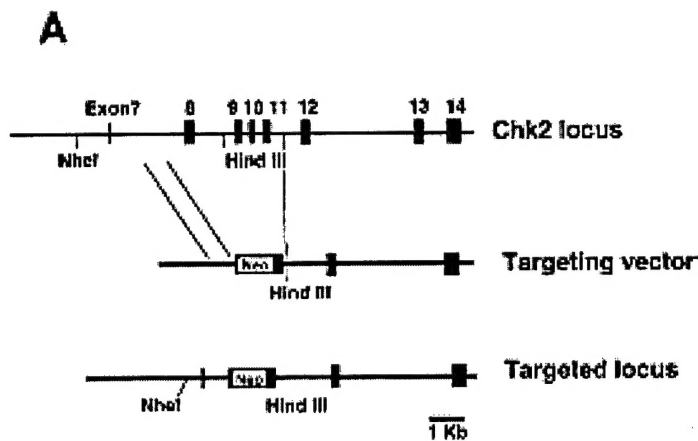 A
Exon7 8 9 10 11 12 13 14
Chk2 locus
NheI Hind III
Neo
Targeting vector
Hind III
Neo
Targeted locus
NheI Hind III
1 Kb